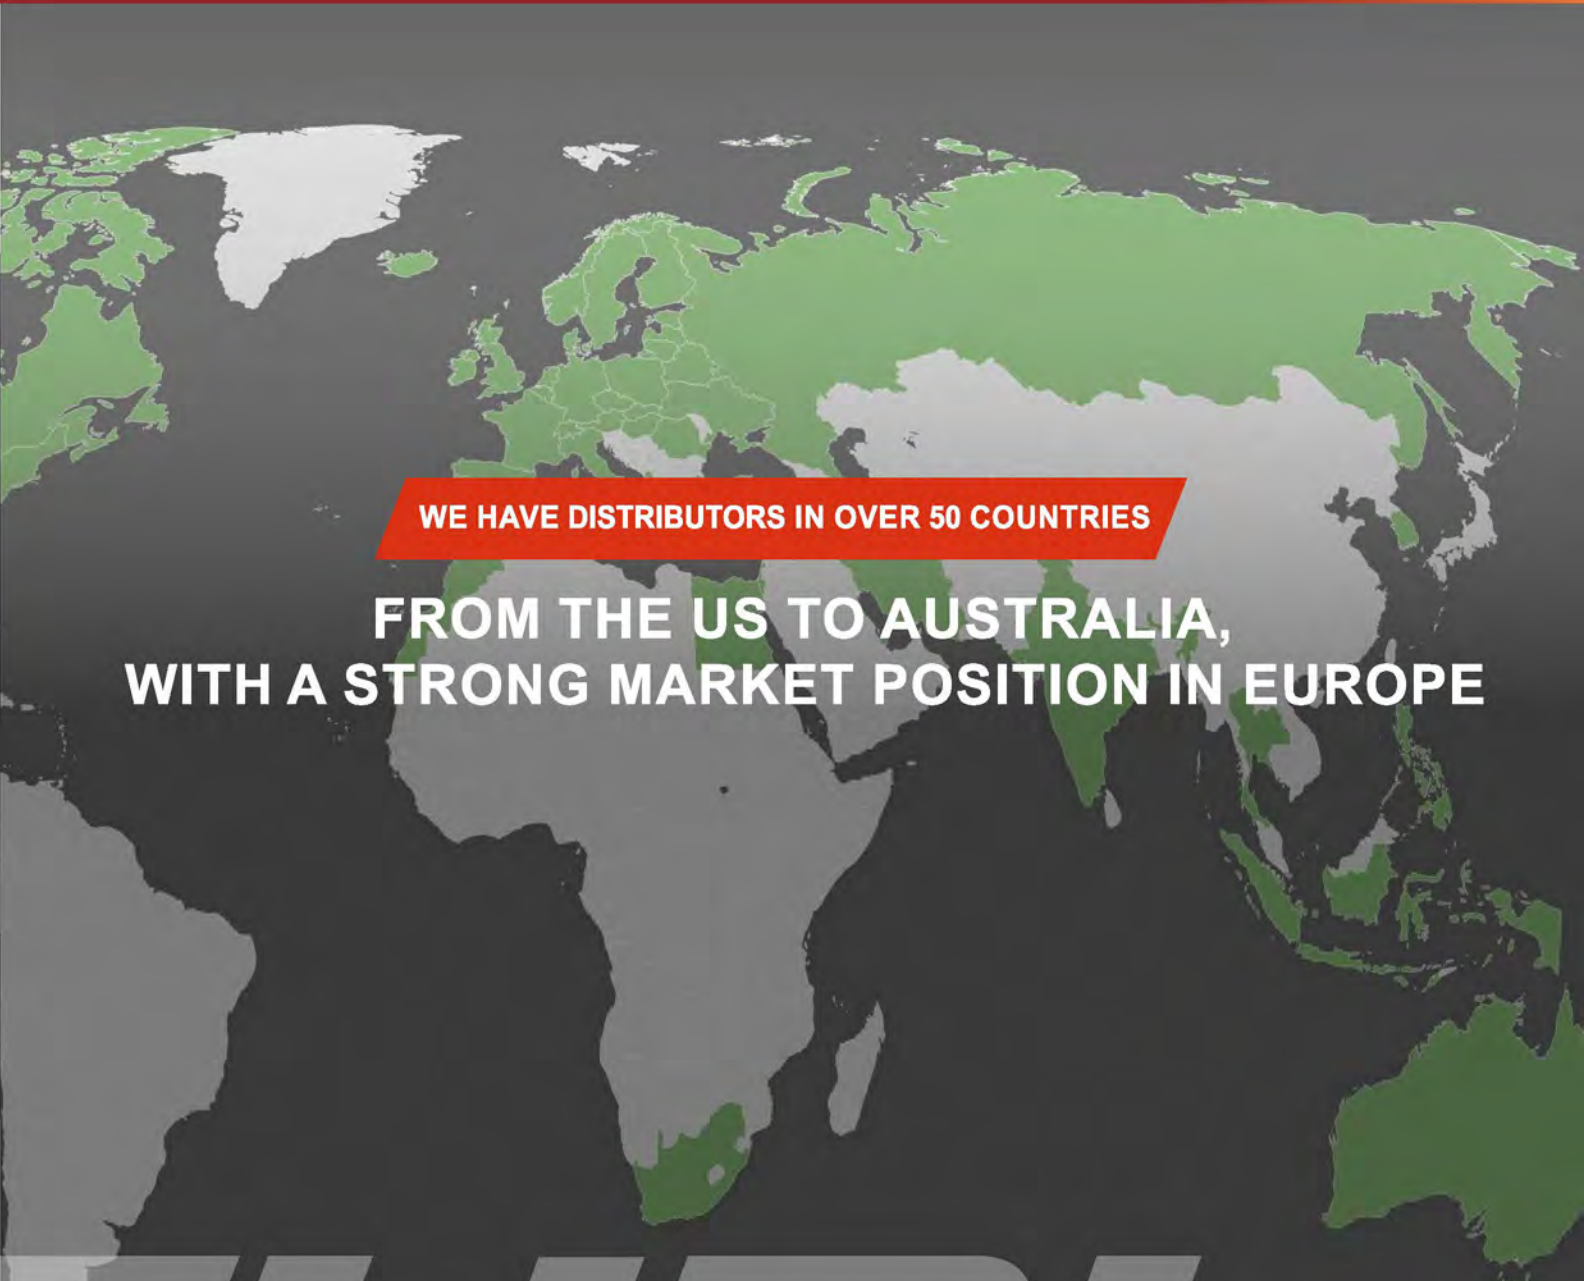 WE HAVE DISTRIBUTORS IN OVER 50 COUNTRIES
FROM THE US TO AUSTRALIA,
WITH A STRONG MARKET POSITION IN EUROPE